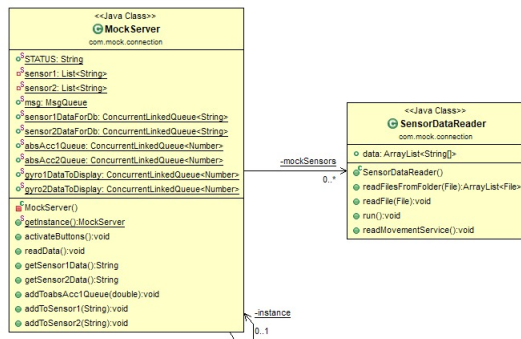 <<Java Class>>
MockServer
com.mock.connection
STATUS: String
sensor1: List<String>
sensor2: List<String>
msg: MsgQueue
sensor1DataForDb: ConcurrentLinkedQueue<String>
sensor2DataForDb: ConcurrentLinkedQueue<String>
absAcc1Queue: ConcurrentLinkedQueue<Number>
absAcc2Queue: ConcurrentLinkedQueue<Number>
gyro1DataToDisplay: ConcurrentLinkedQueue<Number>
gyro2DataToDisplay: ConcurrentLinkedQueue<Number>
MockServer()
getInstance():MockServer
activateButtons():void
readData():void
getSensor1Data():String
getSensor2Data():String
addToabsAcc1Queue(double):void
addToSensor1(String):void
addToSensor2(String):void
-mockSensors
0..*
<<Java Class>>
SensorDataReader
com.mock.connection
data: ArrayList<String[]>
SensorDataReader()
readFilesFromFolder(File):ArrayList<File>
readFile(File):void
run():void
readMovementService():void
-instance
0..1